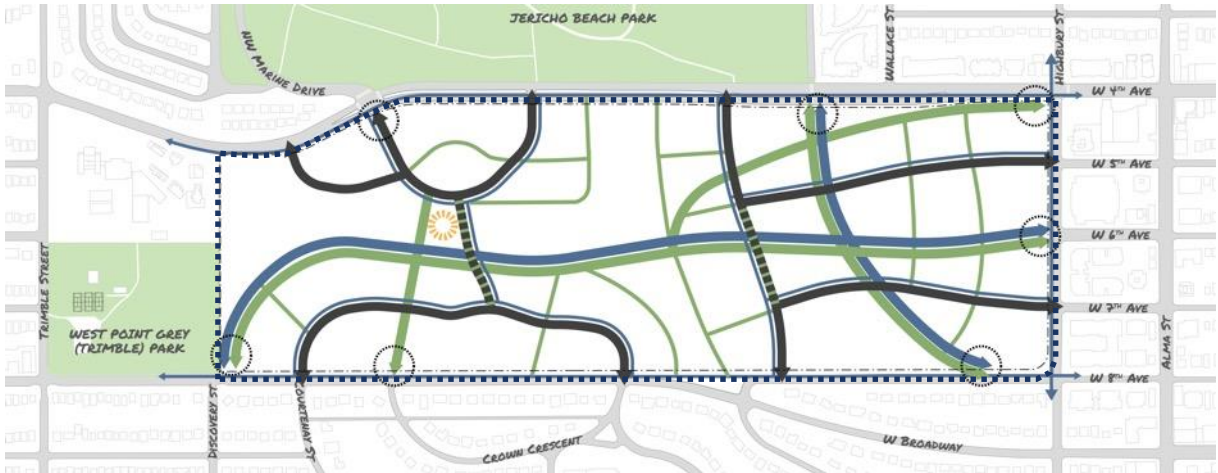 JERICHO BEACH PARK
NW MARINE DRIVE
WALLACE ST
HIGHBURY ST
W 4TH AVE
W 5TH AVE
W 6TH AVE
W 7TH AVE
W 8TH AVE
TRIMBLE STREET
WEST POINT GREY
(TRIMBLE) PARK
DISCOVERY ST
COURTENAY ST
CROWN CRESCENT
W BROADWAY
ALMA ST